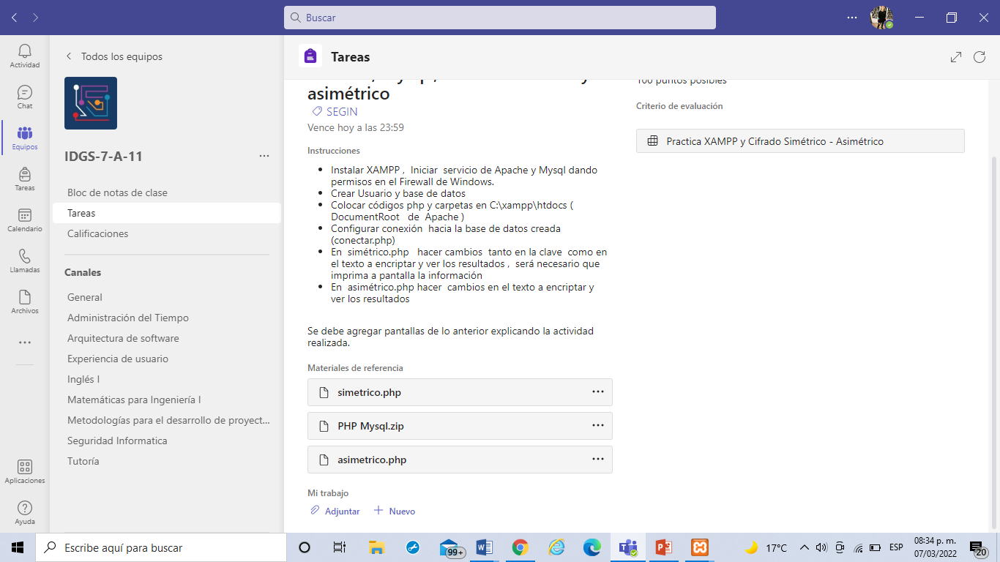 Buscar
Actividad
Chat
Equipos
Tareas
Calendario
Llamadas
Archivos
Aplicaciones
Ayuda
Todos los equipos
IDGS-7-A-11
Bloc de notas de clase
Tareas
Calificaciones
Canales
General
Administración del Tiempo
Arquitectura de software
Experiencia de usuario
Inglés I
Matemáticas para Ingeniería I
Metodologías para el desarrollo de proyect...
Seguridad Informatica
Tutoría
Tareas
asimétrico
SEGIN
Vence hoy a las 23:59
Instrucciones
• Instalar XAMPP , Iniciar servicio de Apache y Mysql dando
permisos en el Firewall de Windows.
• Crear Usuario y base de datos
• Colocar códigos php y carpetas en C:\xampp\htdocs (
DocumentRoot de Apache )
• Configurar conexión hacia la base de datos creada
(conectar.php)
• En simétrico.php hacer cambios tanto en la clave como en
el texto a encriptar y ver los resultados , será necesario que
imprima a pantalla la información
• En asimétrico.php hacer cambios en el texto a encriptar y
ver los resultados
Se debe agregar pantallas de lo anterior explicando la actividad
realizada.
Materiales de referencia
simetrico.php
PHP Mysql.zip
asimetrico.php
Mi trabajo
Adjuntar
Nuevo
100 puntos posibles
Criterio de evaluación
Practica XAMPP y Cifrado Simétrico - Asimétrico
Escribe aquí para buscar
99+
17°C
ESP
08:34 p. m.
07/03/2022
20